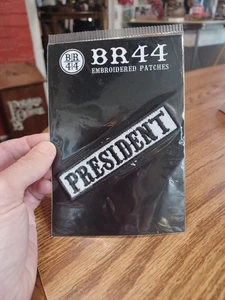 BR
44
BR44
EMBROIDERED PATCHES
PRESIDENT